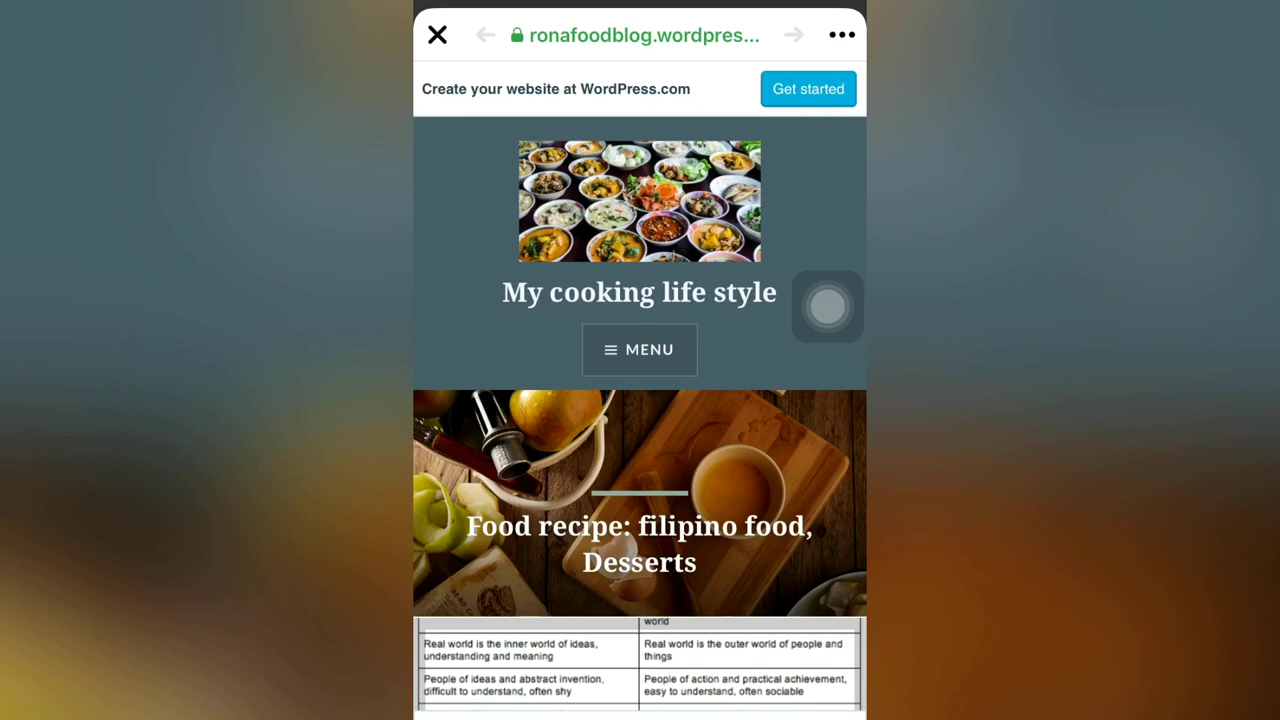 ronafoodblog.wordpres...
Create your website at WordPress.com
Get started
My cooking life style
MENU
Food recipe: filipino food,
Desserts
world
Real world is the inner world of ideas,
understanding and meaning
Real world is the outer world of people and
things
People of ideas and abstract invention,
difficult to understand, often shy
People of action and practical achievement,
easy to understand, often sociable